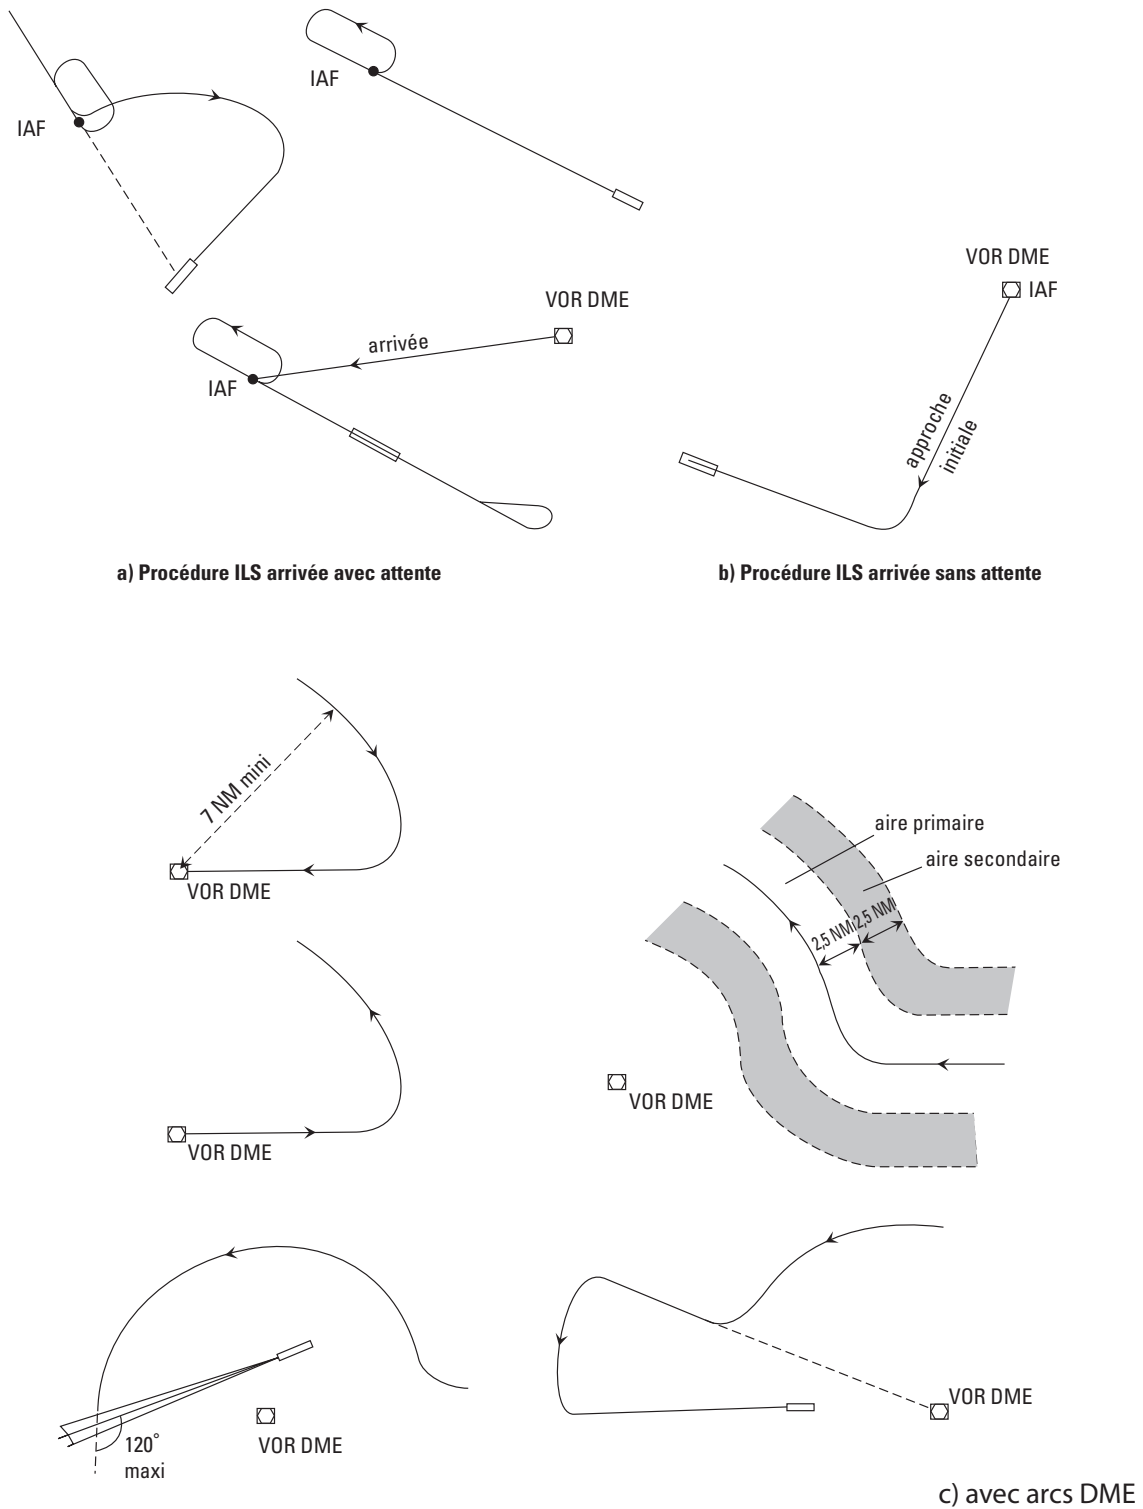 IAF
IAF
VOR DME
IAF
VOR DME
arrivée
IAF
approche
initiale
a) Procédure ILS arrivée avec attente
b) Procédure ILS arrivée sans attente
7 NM mini
VOR DME
aire primaire
aire secondaire
2,5 NM
2,5 NM
VOR DME
VOR DME
VOR DME
120°
maxi
VOR DME
c) avec arcs DME